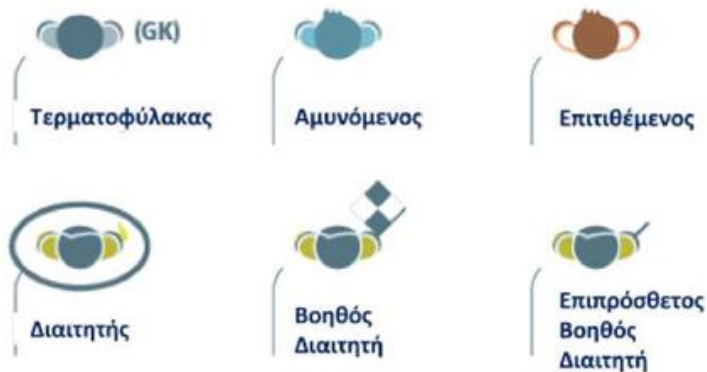 (GK)
Τερματοφύλακας
Αμυνόμενος
Επιτιθέμενος
Διαιτητής
Βοηθός
Διαιτητή
Επιπρόσθετος
Βοηθός
Διαιτητή